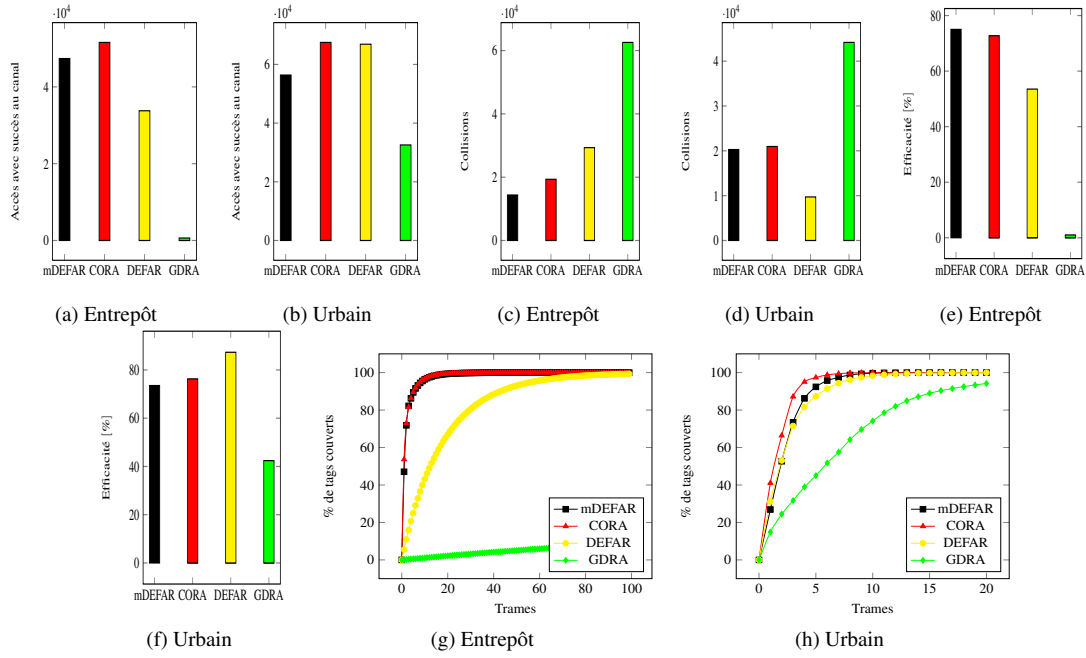 ·10⁴
Accès avec succès au canal
4
2
0
mDEFAR CORA DEFAR GDRA
(a) Entrepôt
·10⁴
Accès avec succès au canal
6
4
2
0
mDEFAR CORA DEFAR GDRA
(b) Urbain
·10⁴
Collisions
6
4
2
0
mDEFAR CORA DEFAR GDRA
(c) Entrepôt
·10⁴
Collisions
4
2
0
mDEFAR CORA DEFAR GDRA
(d) Urbain
Efficacité [%]
80
60
40
20
0
mDEFAR CORA DEFAR GDRA
(e) Entrepôt
Efficacité [%]
80
60
40
20
0
mDEFAR CORA DEFAR GDRA
(f) Urbain
% de tags couverts
100
80
60
40
20
0
mDEFAR
CORA
DEFAR
GDRA
0 20 40 60 80 100
Trames
(g) Entrepôt
% de tags couverts
100
80
60
40
20
0
mDEFAR
CORA
DEFAR
GDRA
0 5 10 15 20
Trames
(h) Urbain